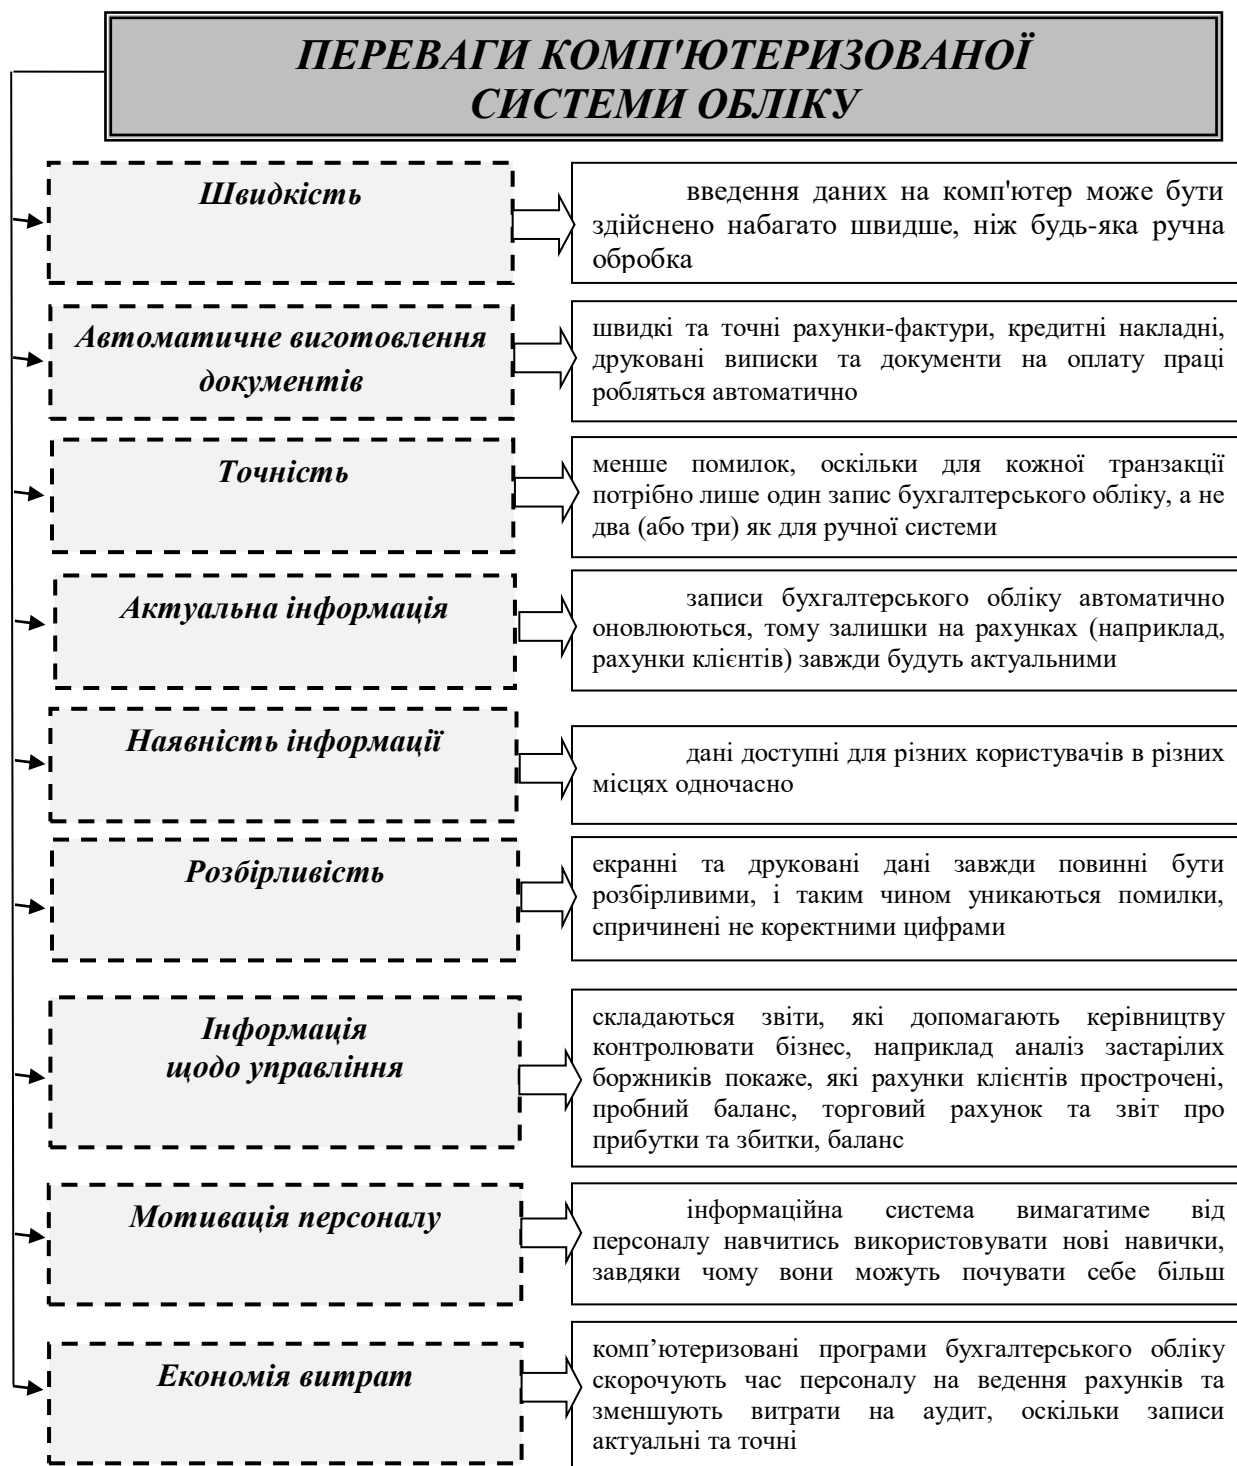 ПЕРЕВАГИ КОМП'ЮТЕРИЗОВАНОЇ
СИСТЕМИ ОБЛІКУ
Швидкість
введення даних на комп'ютер може бути
здійснено набагато швидше, ніж будь-яка ручна
обробка
Автоматичне виготовлення
документів
швидкі та точні рахунки-фактури, кредитні накладні,
друковані виписки та документи на оплату праці
робляться автоматично
Точність
менше помилок, оскільки для кожної транзакції
потрібно лише один запис бухгалтерського обліку, а не
два (або три) як для ручної системи
Актуальна інформація
записи бухгалтерського обліку автоматично
оновлюються, тому залишки на рахунках (наприклад,
рахунки клієнтів) завжди будуть актуальними
Наявність інформації
дані доступні для різних користувачів в різних
місцях одночасно
Розбірливість
екранні та друковані дані завжди повинні бути
розбірливими, і таким чином уникаються помилки,
спричинені не коректними цифрами
Інформація
щодо управління
складаються звіти, які допомагають керівництву
контролювати бізнес, наприклад аналіз застарілих
боржників покаже, які рахунки клієнтів прострочені,
пробний баланс, торговий рахунок та звіт про
прибутки та збитки, баланс
Мотивація персоналу
інформаційна система вимагатиме від
персоналу навчитись використовувати нові навички,
завдяки чому вони можуть почувати себе більш
Економія витрат
комп’ютеризовані програми бухгалтерського обліку
скорочують час персоналу на ведення рахунків та
зменшують витрати на аудит, оскільки записи
актуальні та точні